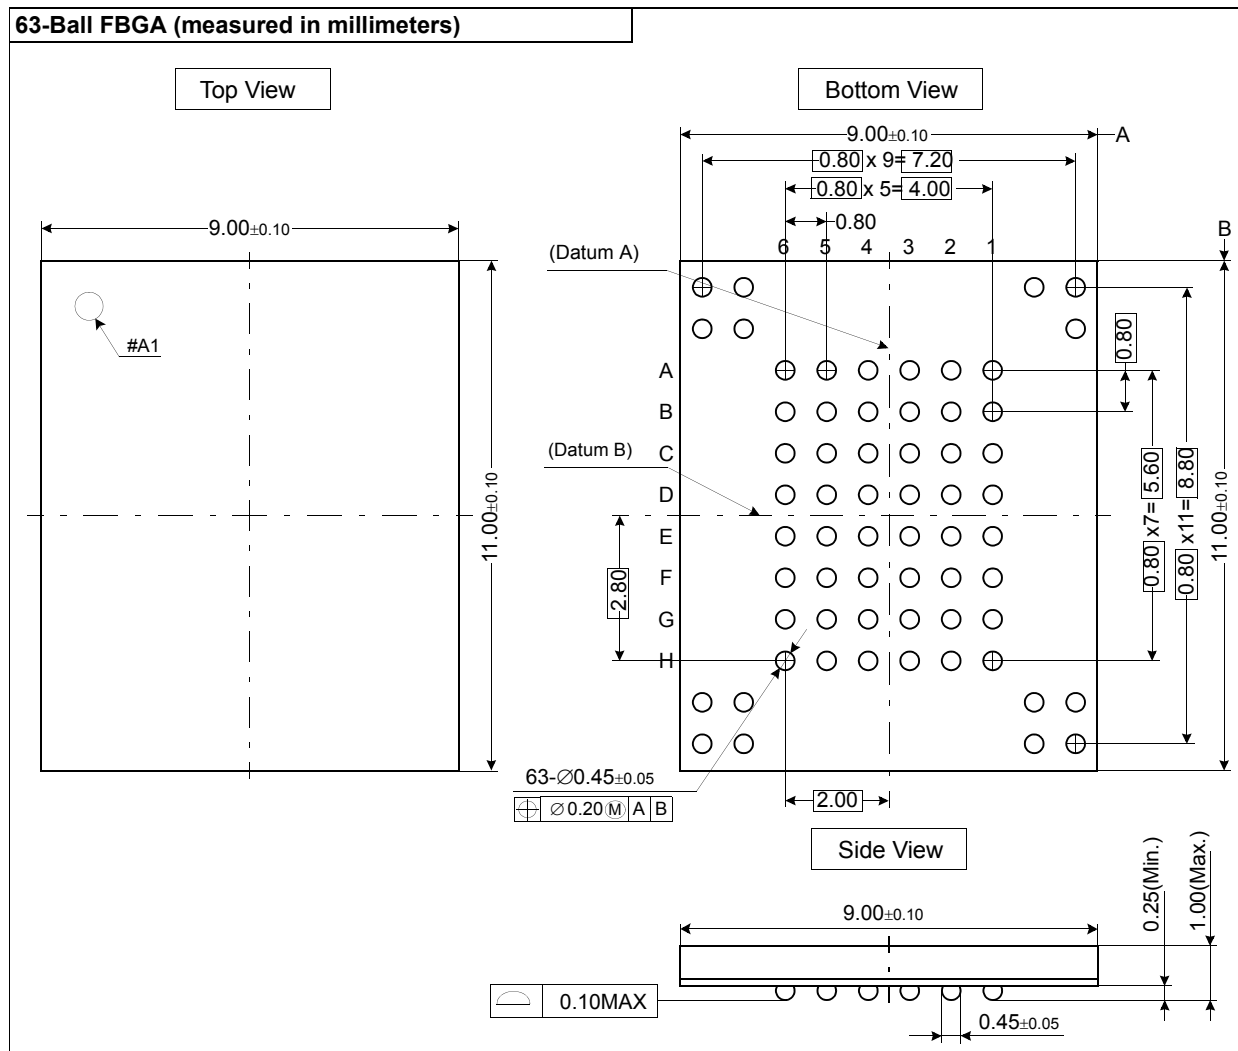 63-Ball FBGA (measured in millimeters)
Top View
Bottom View
9.00±0.10
A
0.80 x 9= 7.20
0.80 x 5= 4.00
0.80
9.00±0.10
B
6 5 4 3 2 1
(Datum A)
#A1
0.80
A
B
(Datum B)
C
D
E
F
G
H
11.00±0.10
2.80
0.80 x7= 5.60
0.80 x11= 8.80
11.00±0.10
63-∅0.45±0.05
⌖ ∅ 0.20 Ⓜ A B
2.00
Side View
9.00±0.10
0.25(Min.)
1.00(Max.)
0.10MAX
0.45±0.05